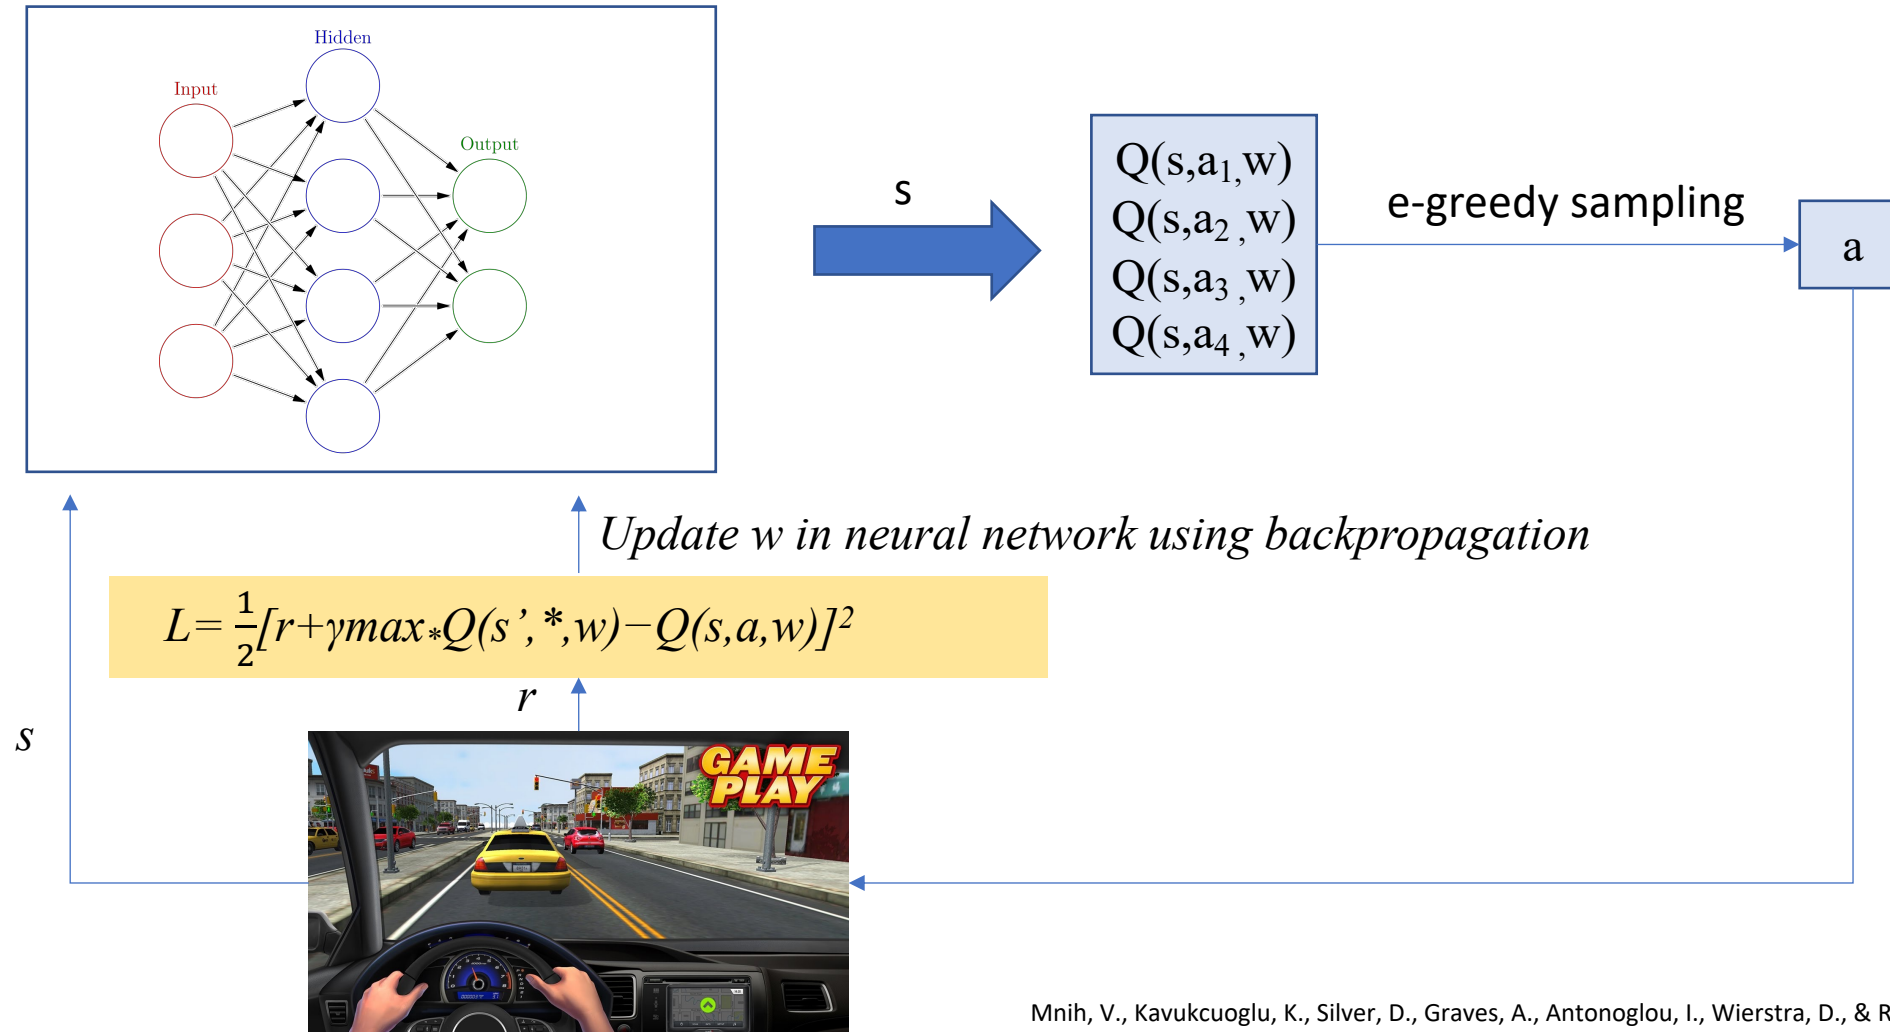 Hidden
Input
Output
s
Q(s,a₁,w)
Q(s,a₂,w)
Q(s,a₃,w)
Q(s,a₄,w)
e-greedy sampling
a
Update w in neural network using backpropagation
L= ½[r+γmax*Q(s’,*,w)−Q(s,a,w)]²
r
s
GAME
PLAY
Mnih, V., Kavukcuoglu, K., Silver, D., Graves, A., Antonoglou, I., Wierstra, D., & R